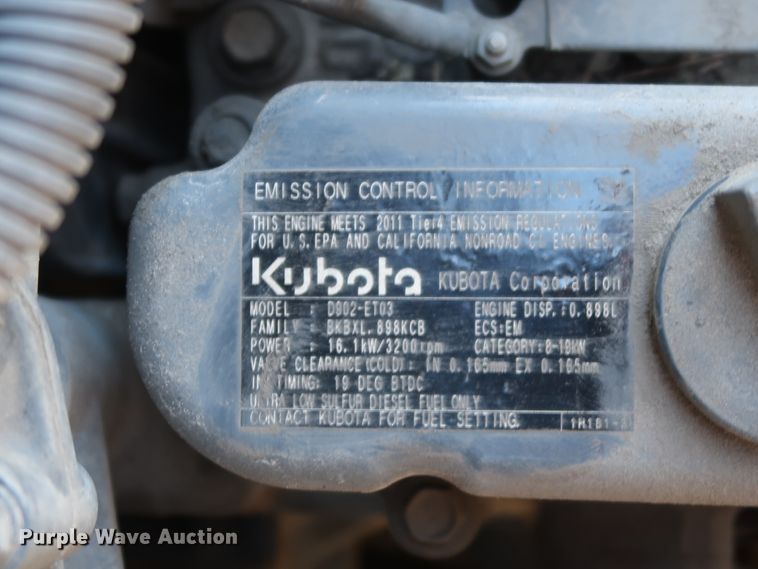 EMISSION CONTROL INFORMATION
THIS ENGINE MEETS 2011 Tier4 EMISSION REGULATIONS
FOR U.S. EPA AND CALIFORNIA NONROAD C.I. ENGINES.
Kubota KUBOTA Corporation
MODEL : D902-ET03 ENGINE DISP.: 0.898L
FAMILY : BKBXL.898KCB ECS: EM
POWER : 16.1kW/3200rpm CATEGORY: 8-19kW
VALVE CLEARANCE (COLD) : IN 0.165mm EX 0.165mm
INJ. TIMING: 19 DEG BTDC
ULTRA LOW SULFUR DIESEL FUEL ONLY
CONTACT KUBOTA FOR FUEL SETTING.
Purple Wave Auction